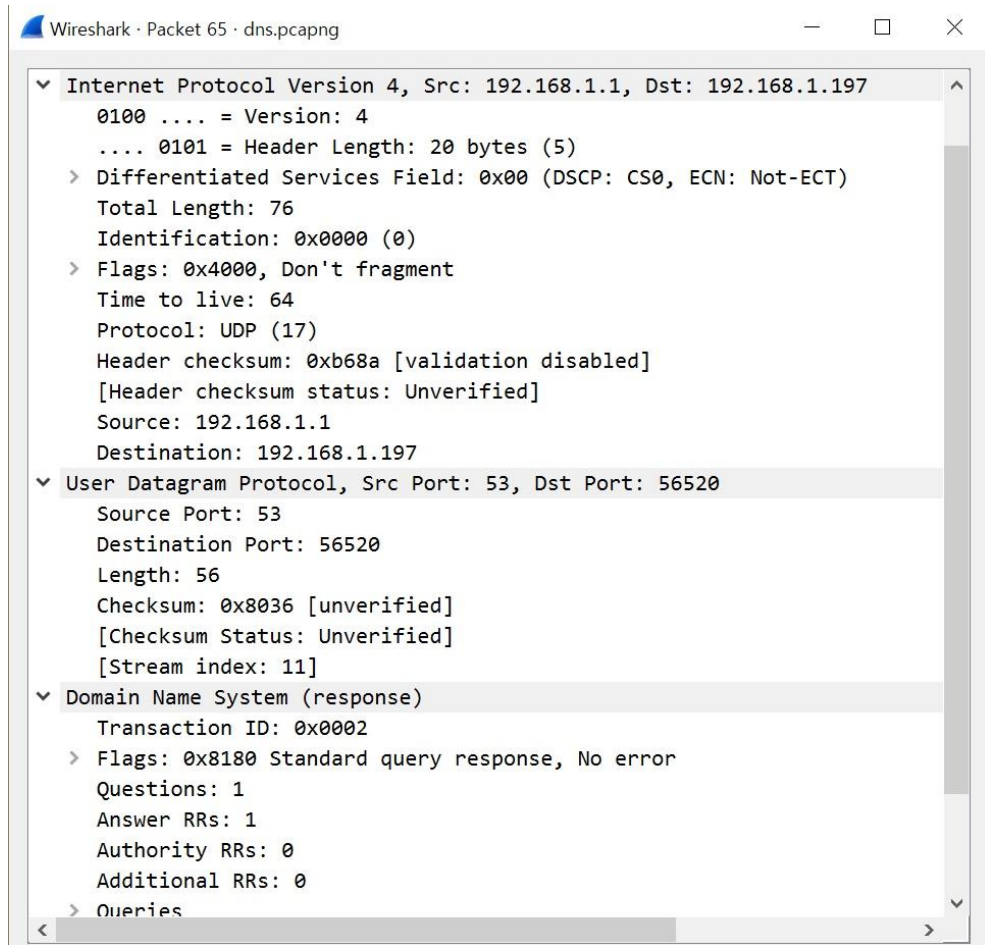 Wireshark · Packet 65 · dns.pcapng
Internet Protocol Version 4, Src: 192.168.1.1, Dst: 192.168.1.197
0100 .... = Version: 4
.... 0101 = Header Length: 20 bytes (5)
Differentiated Services Field: 0x00 (DSCP: CS0, ECN: Not-ECT)
Total Length: 76
Identification: 0x0000 (0)
Flags: 0x4000, Don't fragment
Time to live: 64
Protocol: UDP (17)
Header checksum: 0xb68a [validation disabled]
[Header checksum status: Unverified]
Source: 192.168.1.1
Destination: 192.168.1.197
User Datagram Protocol, Src Port: 53, Dst Port: 56520
Source Port: 53
Destination Port: 56520
Length: 56
Checksum: 0x8036 [unverified]
[Checksum Status: Unverified]
[Stream index: 11]
Domain Name System (response)
Transaction ID: 0x0002
Flags: 0x8180 Standard query response, No error
Questions: 1
Answer RRs: 1
Authority RRs: 0
Additional RRs: 0
Queries